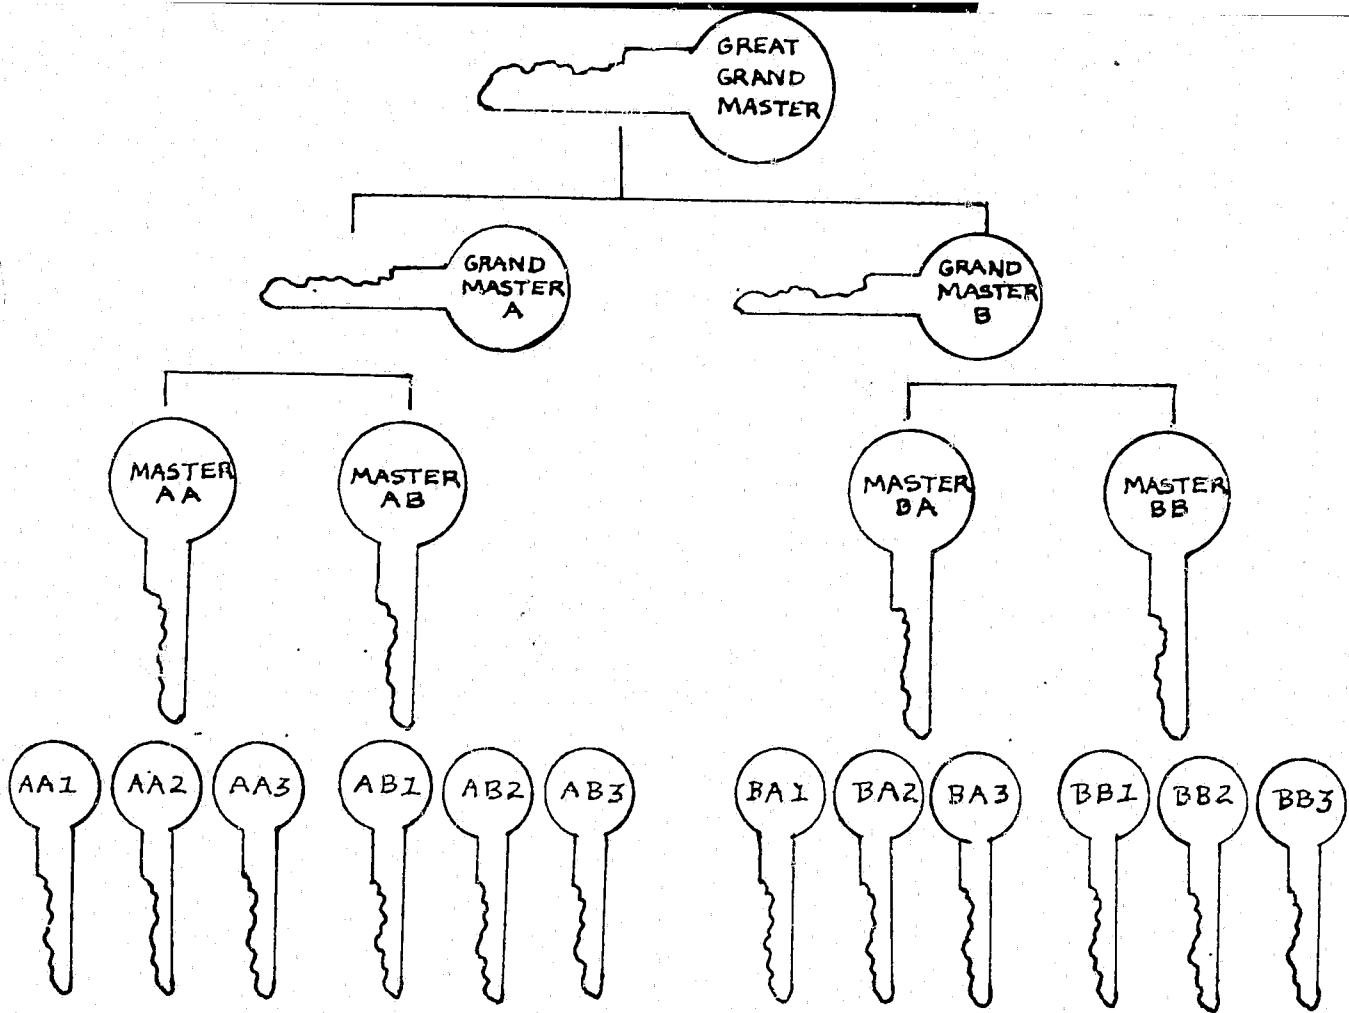 GREAT
GRAND
MASTER
GRAND
MASTER
A
GRAND
MASTER
B
MASTER
AA
MASTER
AB
MASTER
BA
MASTER
BB
AA1
AA2
AA3
AB1
AB2
AB3
BA1
BA2
BA3
BB1
BB2
BB3